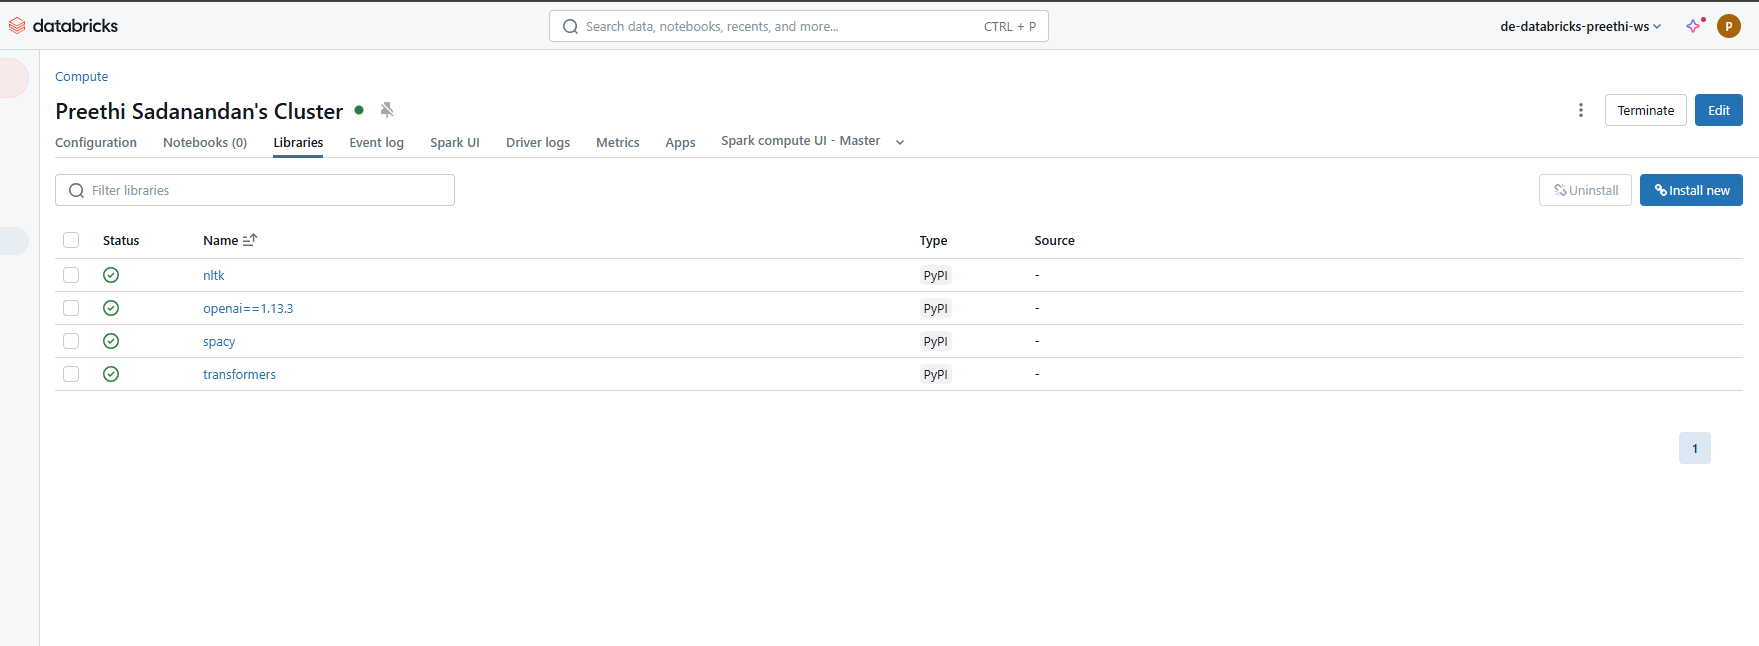 databricks
Search data, notebooks, recents, and more... CTRL + P
de-databricks-preethi-ws
P
Compute
Preethi Sadanandan's Cluster
Terminate
Edit
Configuration Notebooks (0) Libraries Event log Spark UI Driver logs Metrics Apps Spark compute UI - Master
Filter libraries
Uninstall
Install new
Status Name Type Source
nltk PyPI -
openai==1.13.3 PyPI -
spacy PyPI -
transformers PyPI -
1